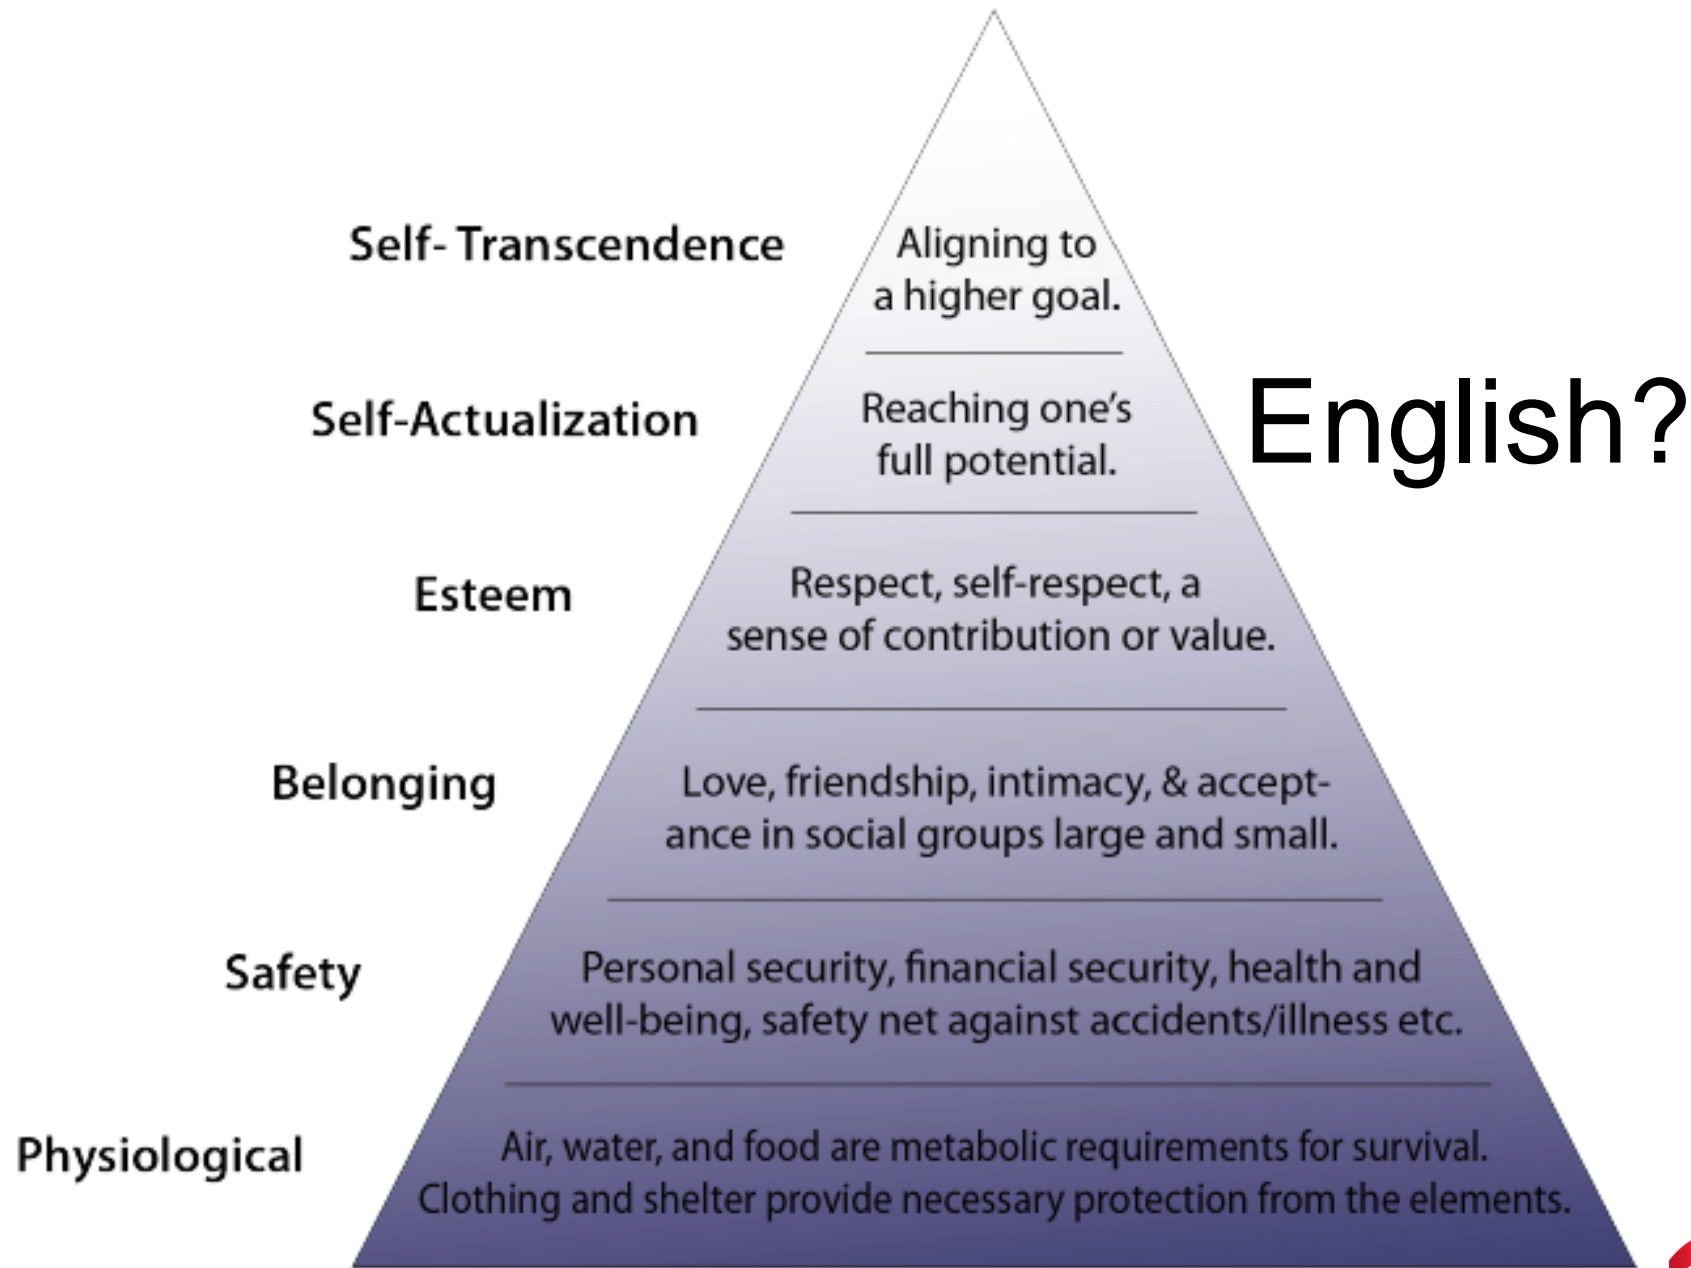 Self- Transcendence
Aligning to
a higher goal.
Self-Actualization
Reaching one’s
full potential.
English?
Esteem
Respect, self-respect, a
sense of contribution or value.
Belonging
Love, friendship, intimacy, & accept-
ance in social groups large and small.
Safety
Personal security, financial security, health and
well-being, safety net against accidents/illness etc.
Physiological
Air, water, and food are metabolic requirements for survival.
Clothing and shelter provide necessary protection from the elements.